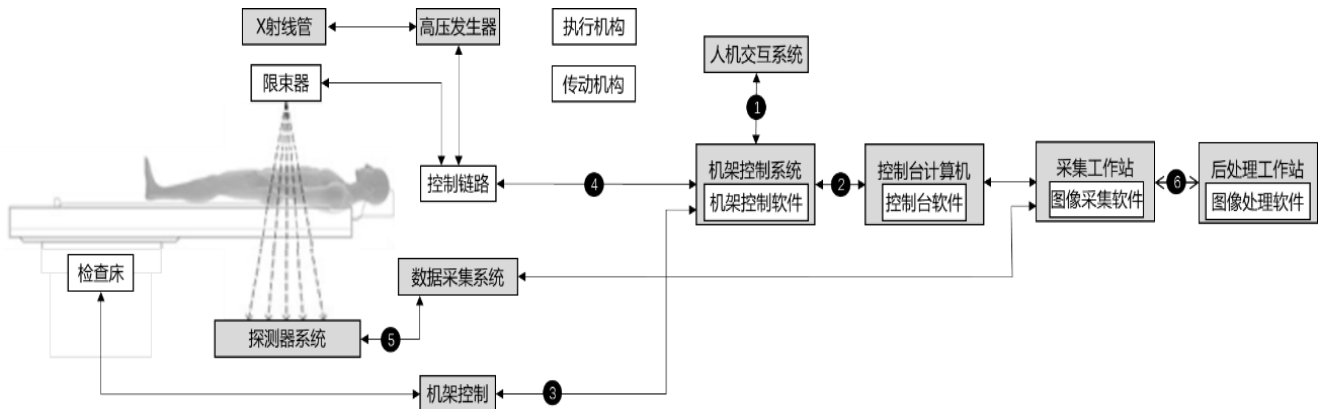 X射线管
高压发生器
执行机构
人机交互系统
限束器
传动机构
1
机架控制系统
机架控制软件
2
控制台计算机
控制台软件
采集工作站
图像采集软件
6
后处理工作站
图像处理软件
控制链路
4
检查床
数据采集系统
探测器系统
5
机架控制
3